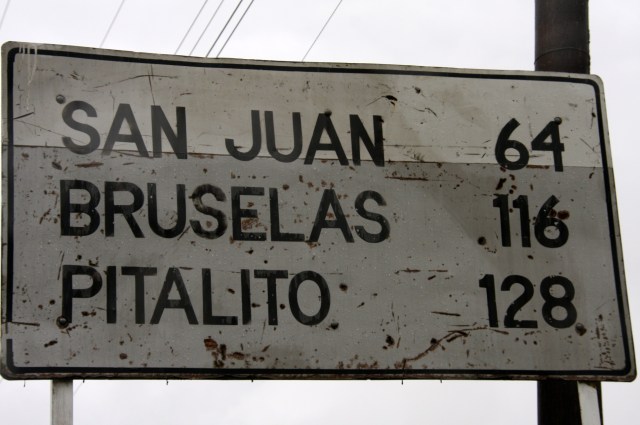 SAN JUAN 64
BRUSELAS 116
PITALITO 128